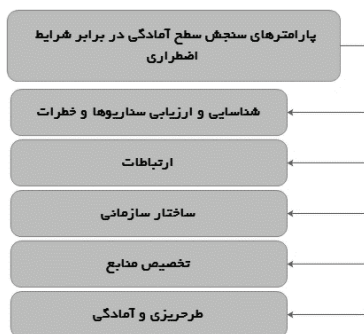 پارامترهای سنجش سطح آمادگی در برابر شرایط
اضطراری
شناسایی و ارزیابی سناریوها و خطرات
ارتباطات
ساختار سازمانی
تخصیص منابع
طرحریزی و آمادگی